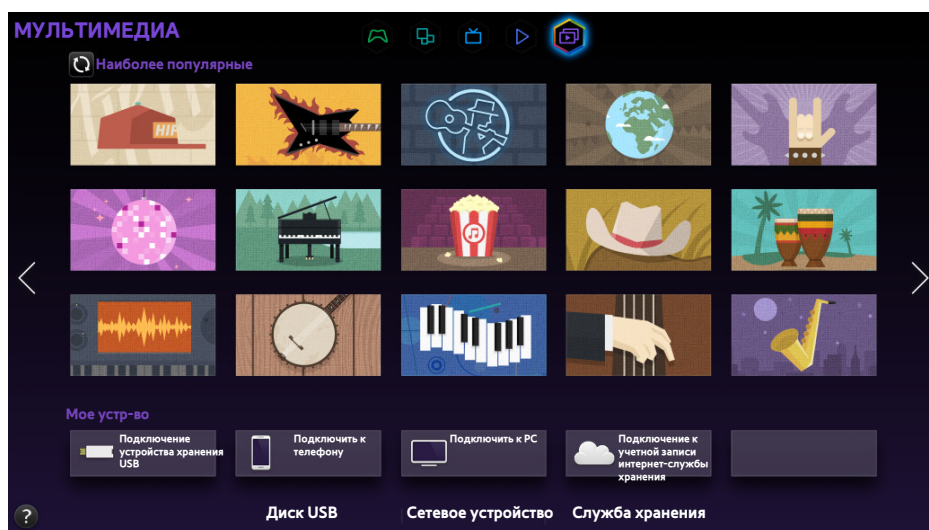 МУЛЬТИМЕДИА
Наиболее популярные
HIP
Мое устр-во
Подключение
устройства хранения
USB
Подключить к
телефону
Подключить к PC
Подключение к
учетной записи
интернет-службы
хранения
?
Диск USB
Сетевое устройство
Служба хранения